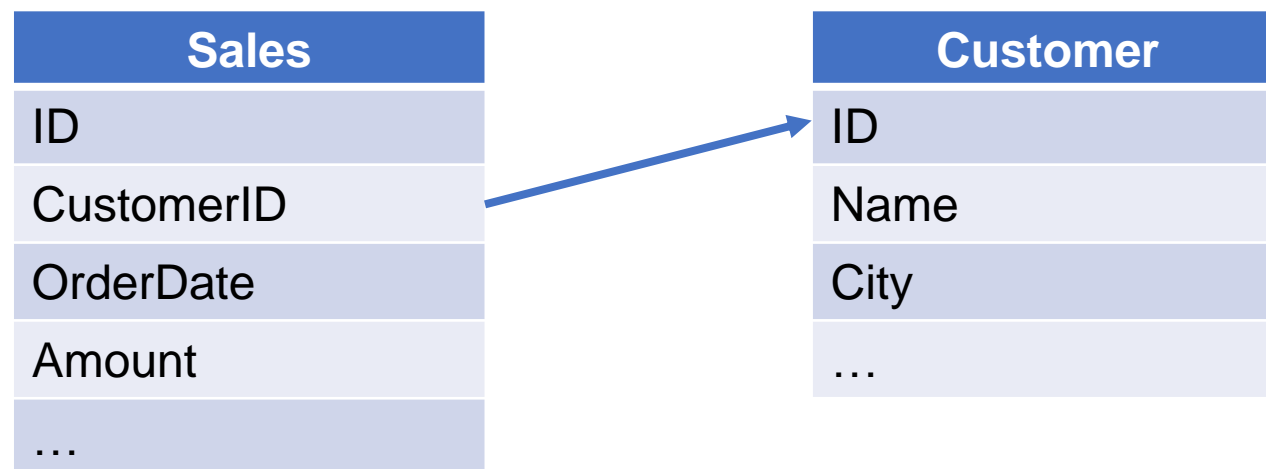 Sales
ID
CustomerID
OrderDate
Amount
…
Customer
ID
Name
City
…